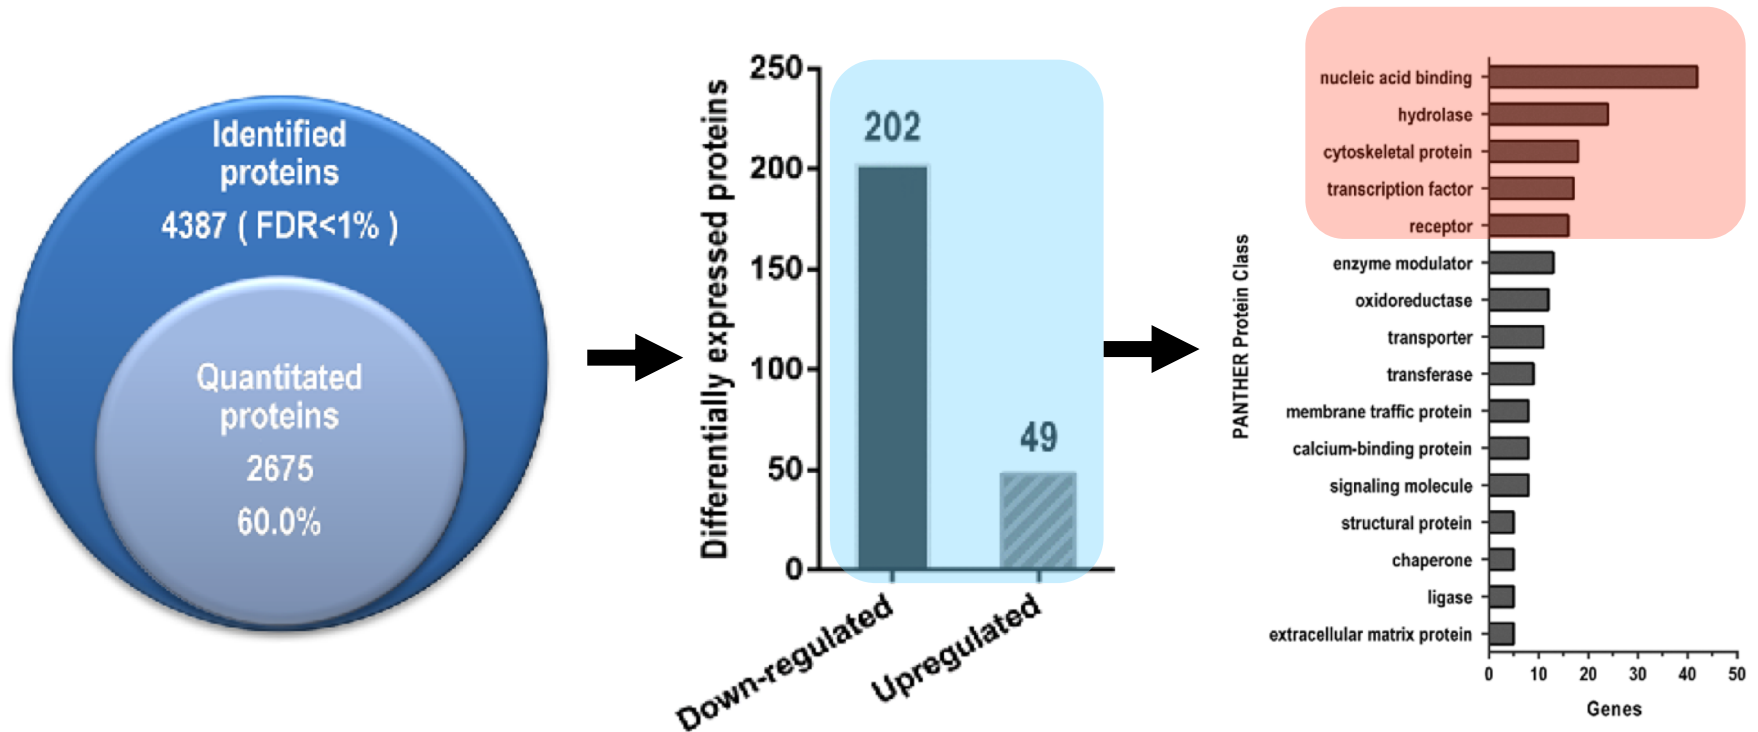 Identified
proteins
4387 ( FDR<1% )
Quantitated
proteins
2675
60.0%
Differentially expressed proteins
250
200
150
100
50
0
202
49
Down-regulated
Upregulated
PANTHER Protein Class
nucleic acid binding
hydrolase
cytoskeletal protein
transcription factor
receptor
enzyme modulator
oxidoreductase
transporter
transferase
membrane traffic protein
calcium-binding protein
signaling molecule
structural protein
chaperone
ligase
extracellular matrix protein
0 10 20 30 40 50
Genes